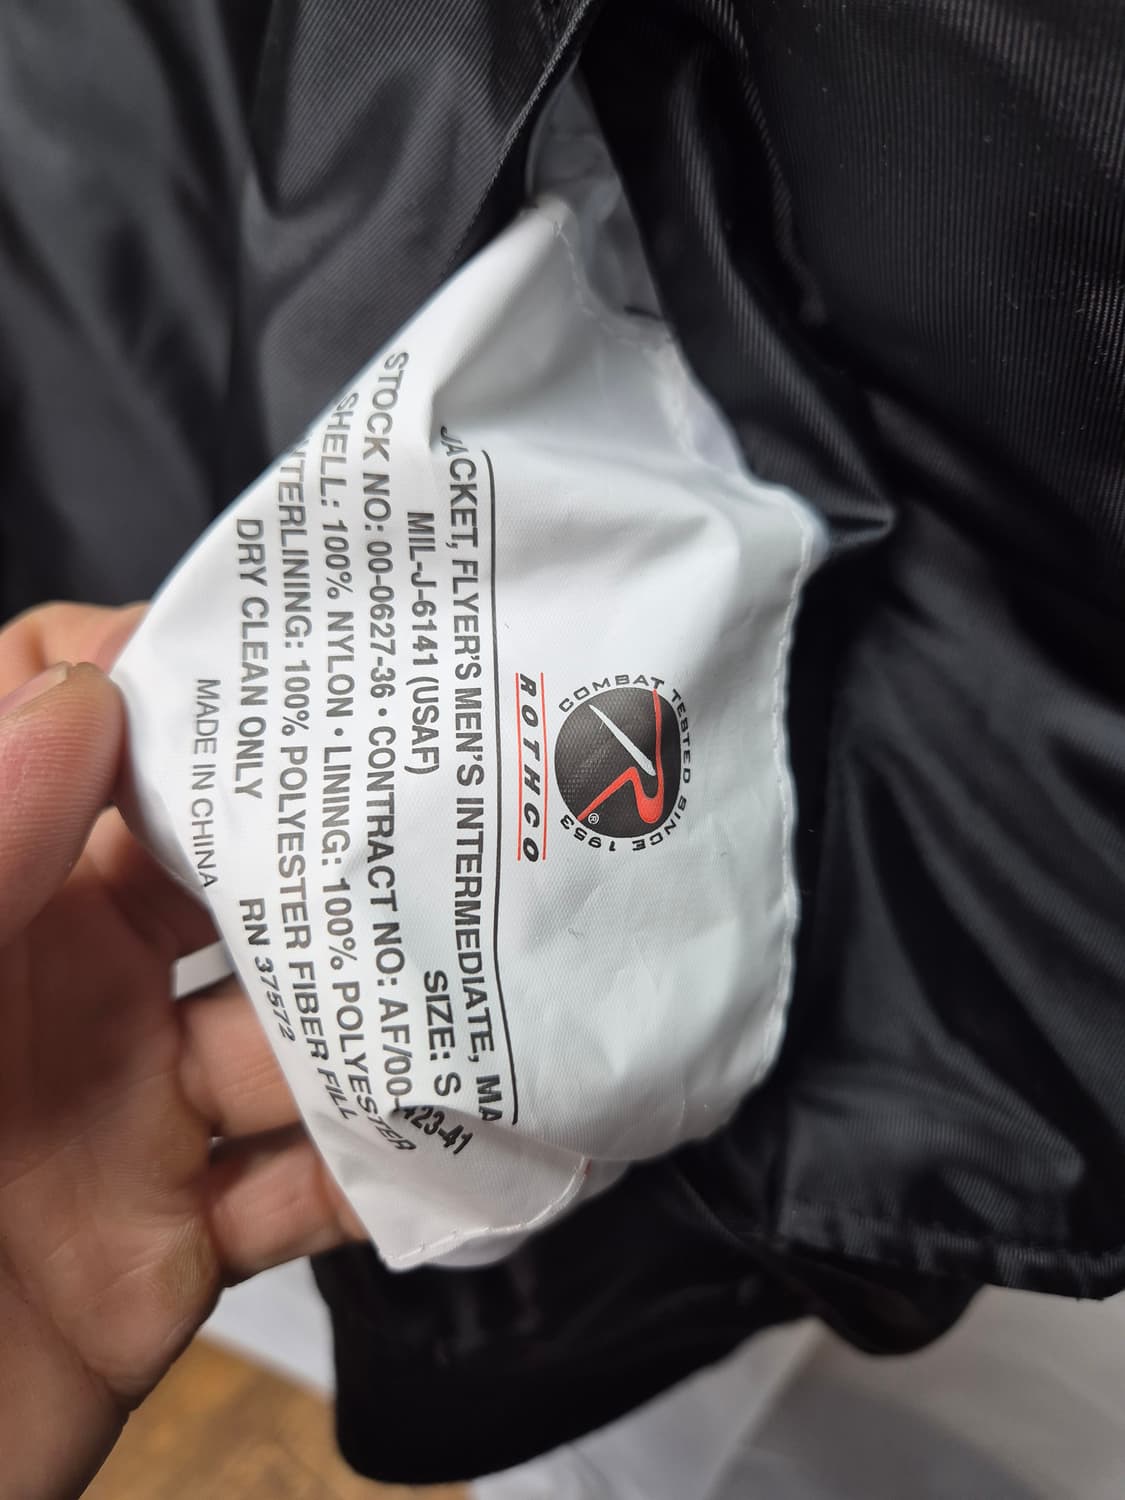 COMBAT TESTED SINCE 1953
R®
ROTHCO
JACKET, FLYER'S MEN'S INTERMEDIATE, MA
MIL-J-6141 (USAF) SIZE: S
STOCK NO: 00-0627-36 • CONTRACT NO: AF/00-423-41
SHELL: 100% NYLON • LINING: 100% POLYESTER
INTERLINING: 100% POLYESTER FIBER FILL
DRY CLEAN ONLY RN 37572
MADE IN CHINA